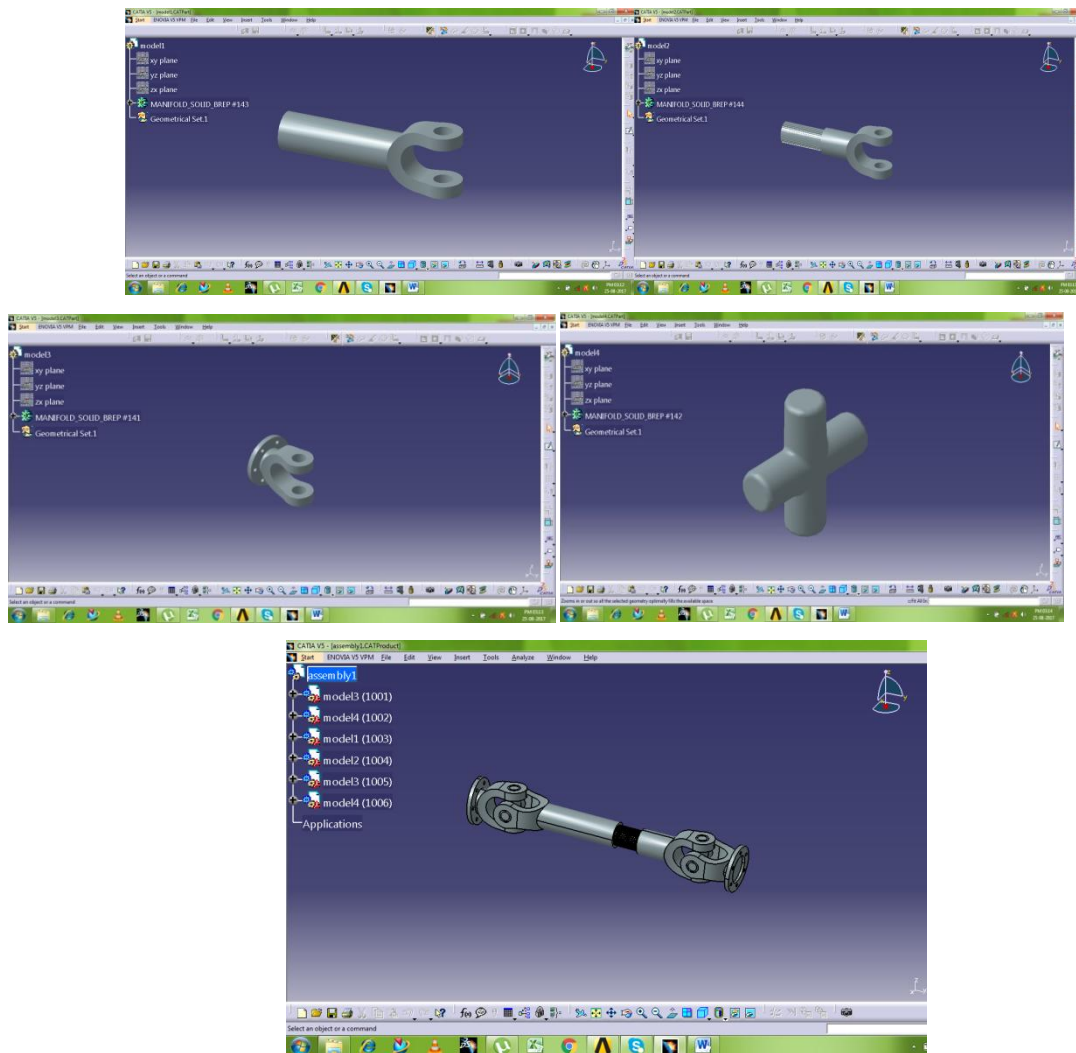 CATIA V5 - [model1.CATPart]
Start ENOVIA V5 VPM File Edit View Insert Tools Window Help
model1
xy plane
yz plane
zx plane
MANIFOLD_SOLID_BREP #143
Geometrical Set.1
Select an object or a command
CATIA V5 - [model2.CATPart]
Start ENOVIA V5 VPM File Edit View Insert Tools Window Help
model2
xy plane
yz plane
zx plane
MANIFOLD_SOLID_BREP #144
Geometrical Set.1
Select an object or a command
25-08-2017
CATIA V5 - [model3.CATPart]
Start ENOVIA V5 VPM File Edit View Insert Tools Window Help
model3
xy plane
yz plane
zx plane
MANIFOLD_SOLID_BREP #141
Geometrical Set.1
Select an object or a command
25-08-2017
CATIA V5 - [model4.CATPart]
Start ENOVIA V5 VPM File Edit View Insert Tools Window Help
model4
xy plane
yz plane
zx plane
MANIFOLD_SOLID_BREP #142
Geometrical Set.1
Zooms in or out so all the selected geometry optimally fills the available space
25-08-2017
CATIA V5 - [assembly1.CATProduct]
Start ENOVIA V5 VPM File Edit View Insert Tools Analyze Window Help
assembly1
model3 (1001)
model4 (1002)
model1 (1003)
model2 (1004)
model3 (1005)
model4 (1006)
Applications
Select an object or a command